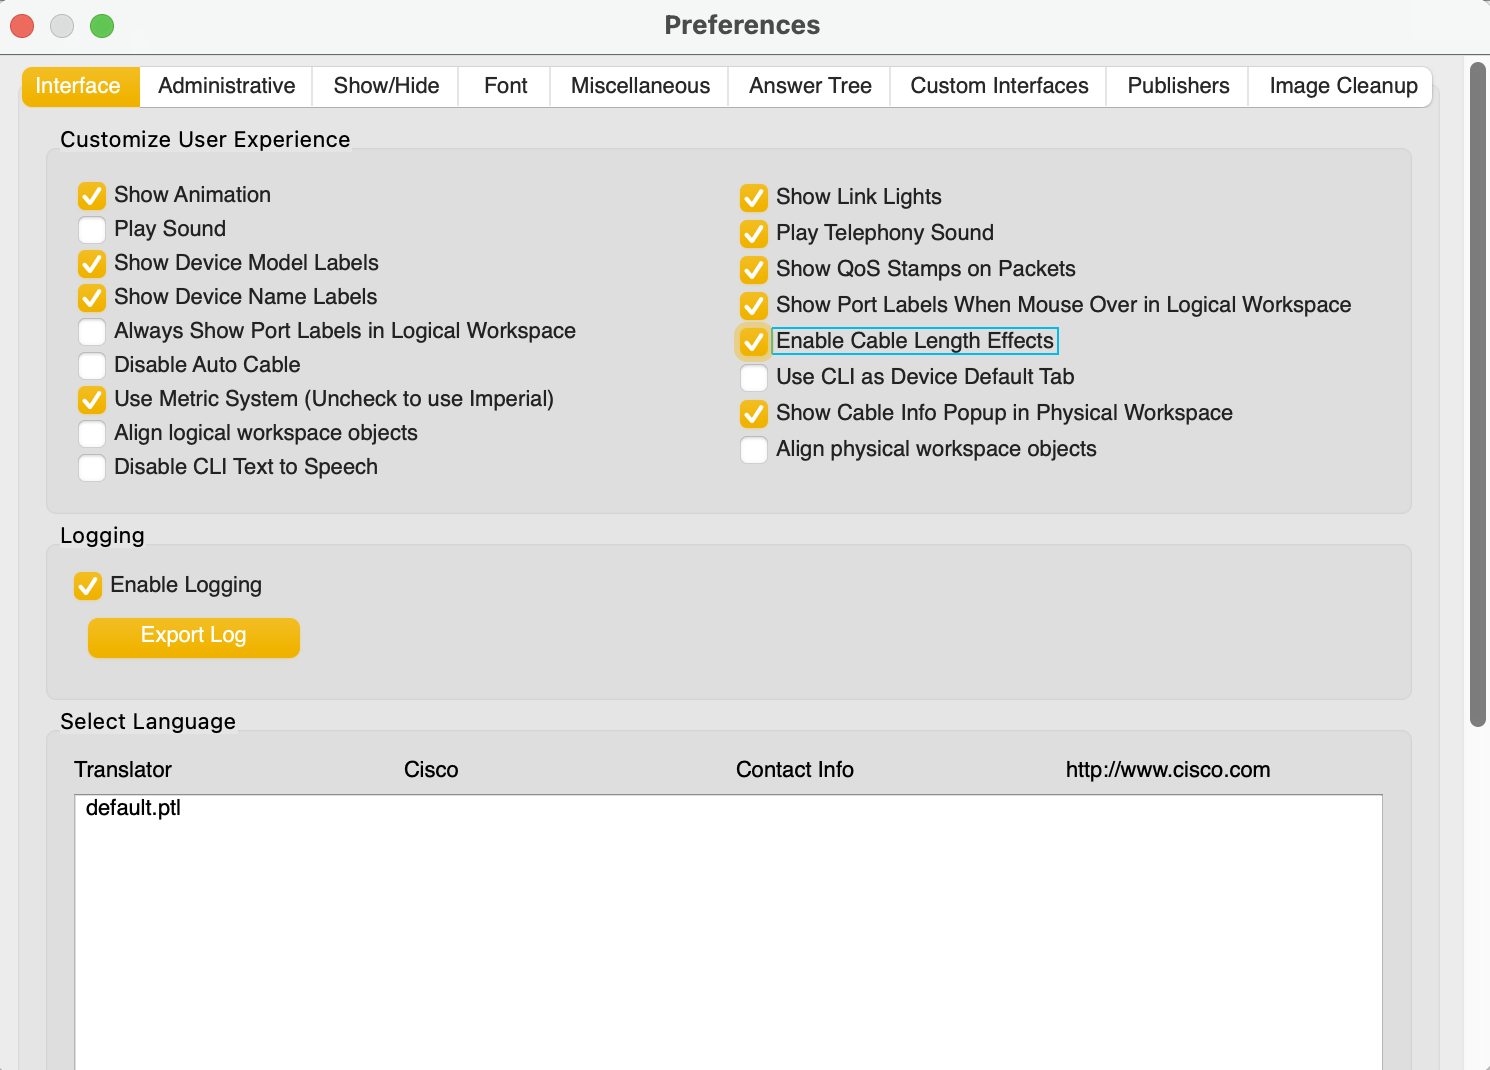 Preferences
Interface Administrative Show/Hide Font Miscellaneous Answer Tree Custom Interfaces Publishers Image Cleanup
Customize User Experience
Show Animation
Play Sound
Show Device Model Labels
Show Device Name Labels
Always Show Port Labels in Logical Workspace
Disable Auto Cable
Use Metric System (Uncheck to use Imperial)
Align logical workspace objects
Disable CLI Text to Speech
Show Link Lights
Play Telephony Sound
Show QoS Stamps on Packets
Show Port Labels When Mouse Over in Logical Workspace
Enable Cable Length Effects
Use CLI as Device Default Tab
Show Cable Info Popup in Physical Workspace
Align physical workspace objects
Logging
Enable Logging
Export Log
Select Language
Translator Cisco Contact Info http://www.cisco.com
default.ptl